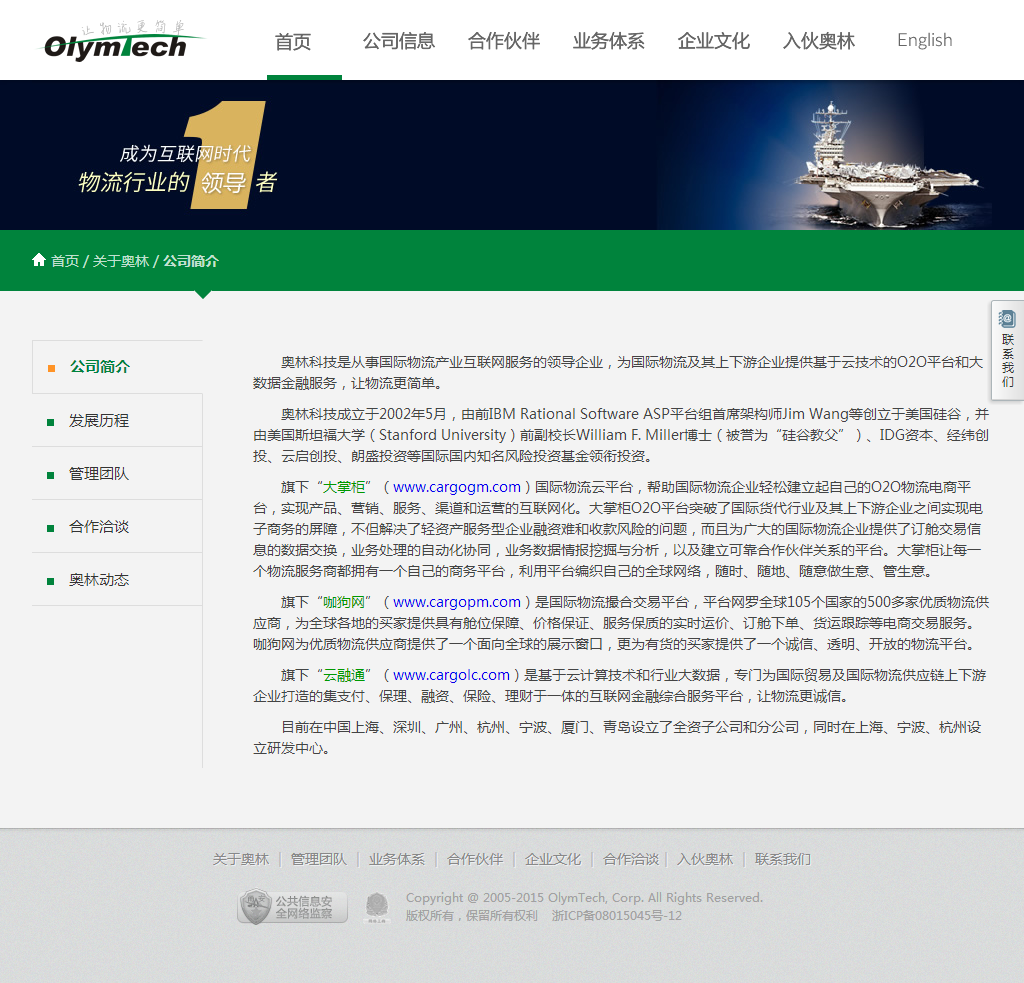 让物流更简单
OlymTech
首页 公司信息 合作伙伴 业务体系 企业文化 入伙奥林 English
1
成为互联网时代
物流行业的 领导 者
首页 / 关于奥林 / 公司简介
联系我们
公司简介
发展历程
管理团队
合作洽谈
奥林动态
奥林科技是从事国际物流产业互联网服务的领导企业，为国际物流及其上下游企业提供基于云技术的O2O平台和大
数据金融服务，让物流更简单。
奥林科技成立于2002年5月，由前IBM Rational Software ASP平台组首席架构师Jim Wang等创立于美国硅谷，并
由美国斯坦福大学（Stanford University）前副校长William F. Miller博士（被誉为“硅谷教父”）、IDG资本、经纬创
投、云启创投、朗盛投资等国际国内知名风险投资基金领衔投资。
旗下“大掌柜”（www.cargogm.com）国际物流云平台，帮助国际物流企业轻松建立起自己的O2O物流电商平
台，实现产品、营销、服务、渠道和运营的互联网化。大掌柜O2O平台突破了国际货代行业及其上下游企业之间实现电
子商务的屏障，不但解决了轻资产服务型企业融资难和收款风险的问题，而且为广大的国际物流企业提供了订舱交易信
息的数据交换，业务处理的自动化协同，业务数据情报挖掘与分析，以及建立可靠合作伙伴关系的平台。大掌柜让每一
个物流服务商都拥有一个自己的商务平台，利用平台编织自己的全球网络，随时、随地、随意做生意、管生意。
旗下“咖狗网”（www.cargopm.com）是国际物流撮合交易平台，平台网罗全球105个国家的500多家优质物流供
应商，为全球各地的买家提供具有舱位保障、价格保证、服务保质的实时运价、订舱下单、货运跟踪等电商交易服务。
咖狗网为优质物流供应商提供了一个面向全球的展示窗口，更为有货的买家提供了一个诚信、透明、开放的物流平台。
旗下“云融通”（www.cargolc.com）是基于云计算技术和行业大数据，专门为国际贸易及国际物流供应链上下游
企业打造的集支付、保理、融资、保险、理财于一体的互联网金融综合服务平台，让物流更诚信。
目前在中国上海、深圳、广州、杭州、宁波、厦门、青岛设立了全资子公司和分公司，同时在上海、宁波、杭州设
立研发中心。
关于奥林 | 管理团队 | 业务体系 | 合作伙伴 | 企业文化 | 合作洽谈 | 入伙奥林 | 联系我们
公共信息安
全网络监察
Copyright @ 2005-2015 OlymTech, Corp. All Rights Reserved.
版权所有，保留所有权利 浙ICP备08015045号-12